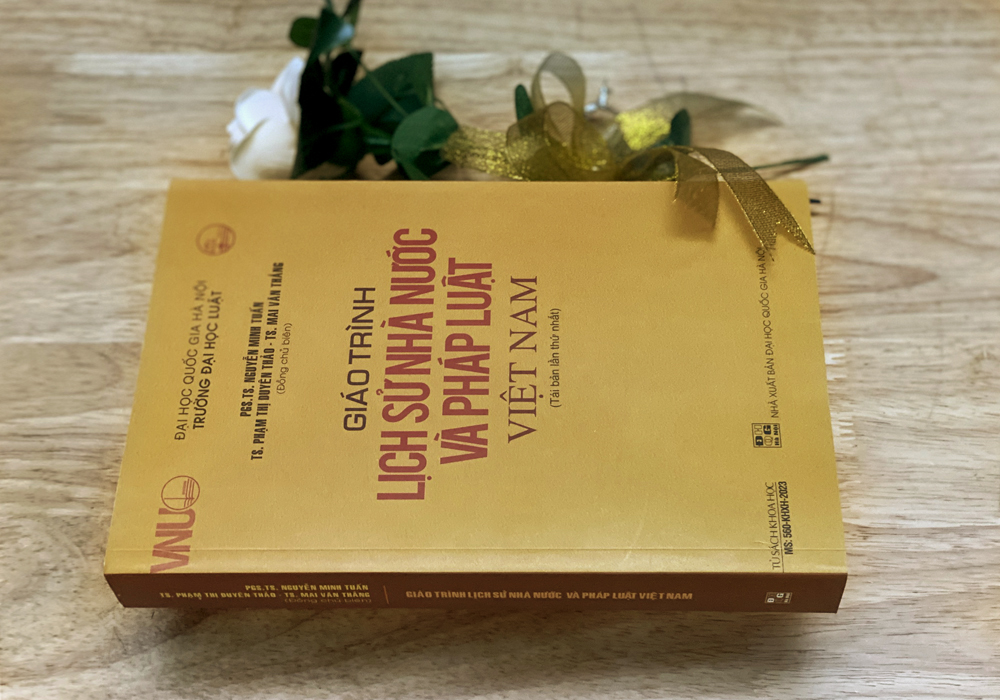 VNU
ĐẠI HỌC QUỐC GIA HÀ NỘI
TRƯỜNG ĐẠI HỌC LUẬT
PGS.TS. NGUYỄN MINH TUẤN
TS. PHẠM THỊ DUYÊN THẢO - TS. MAI VĂN THẮNG
(Đồng chủ biên)
GIÁO TRÌNH
LỊCH SỬ NHÀ NƯỚC
VÀ PHÁP LUẬT
VIỆT NAM
(Tái bản lần thứ nhất)
NHÀ XUẤT BẢN ĐẠI HỌC QUỐC GIA HÀ NỘI
TỦ SÁCH KHOA HỌC
MS: 560-KHXH-2023
PGS.TS. NGUYỄN MINH TUẤN
TS. PHẠM THỊ DUYÊN THẢO - TS. MAI VĂN THẮNG
(Đồng chủ biên)
GIÁO TRÌNH LỊCH SỬ NHÀ NƯỚC VÀ PHÁP LUẬT VIỆT NAM